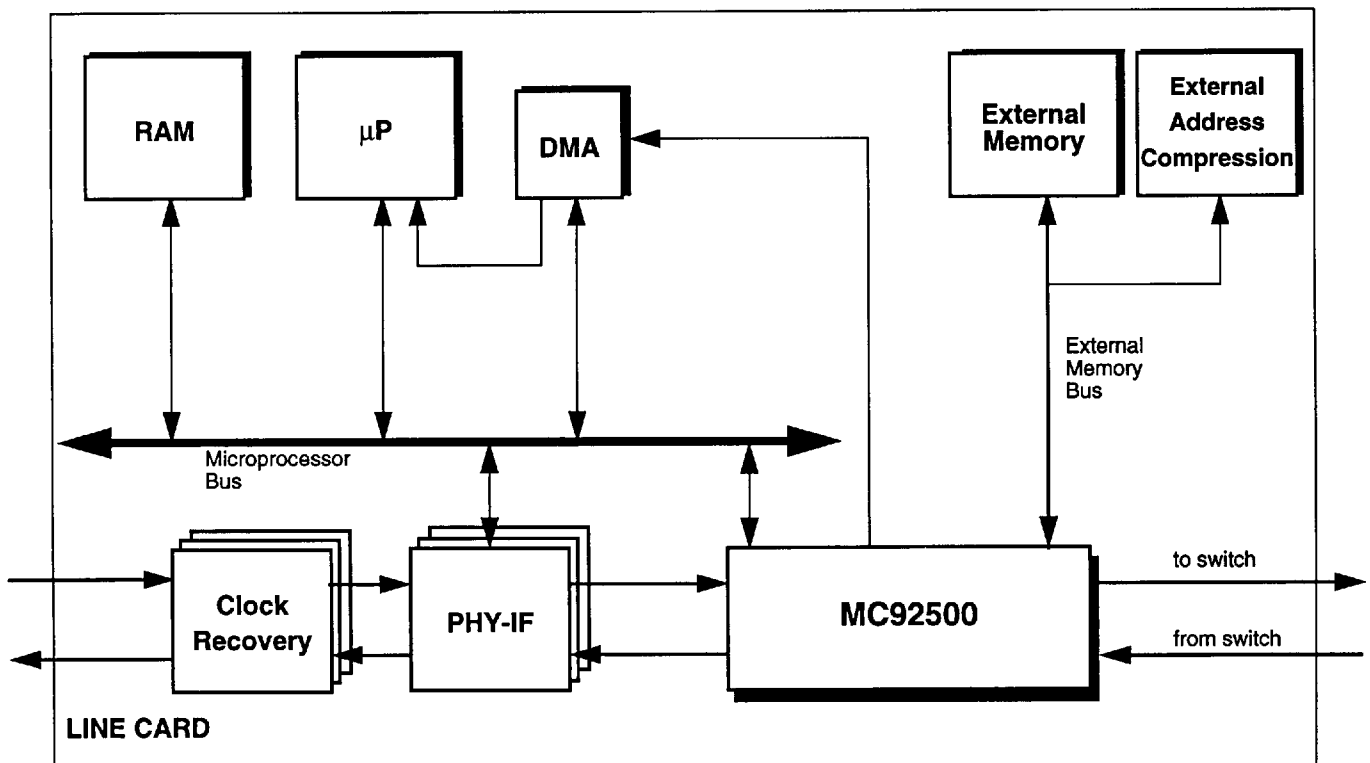 RAM
μP
DMA
External
Memory
External
Address
Compression
External
Memory
Bus
Microprocessor
Bus
Clock
Recovery
PHY-IF
MC92500
to switch
from switch
LINE CARD